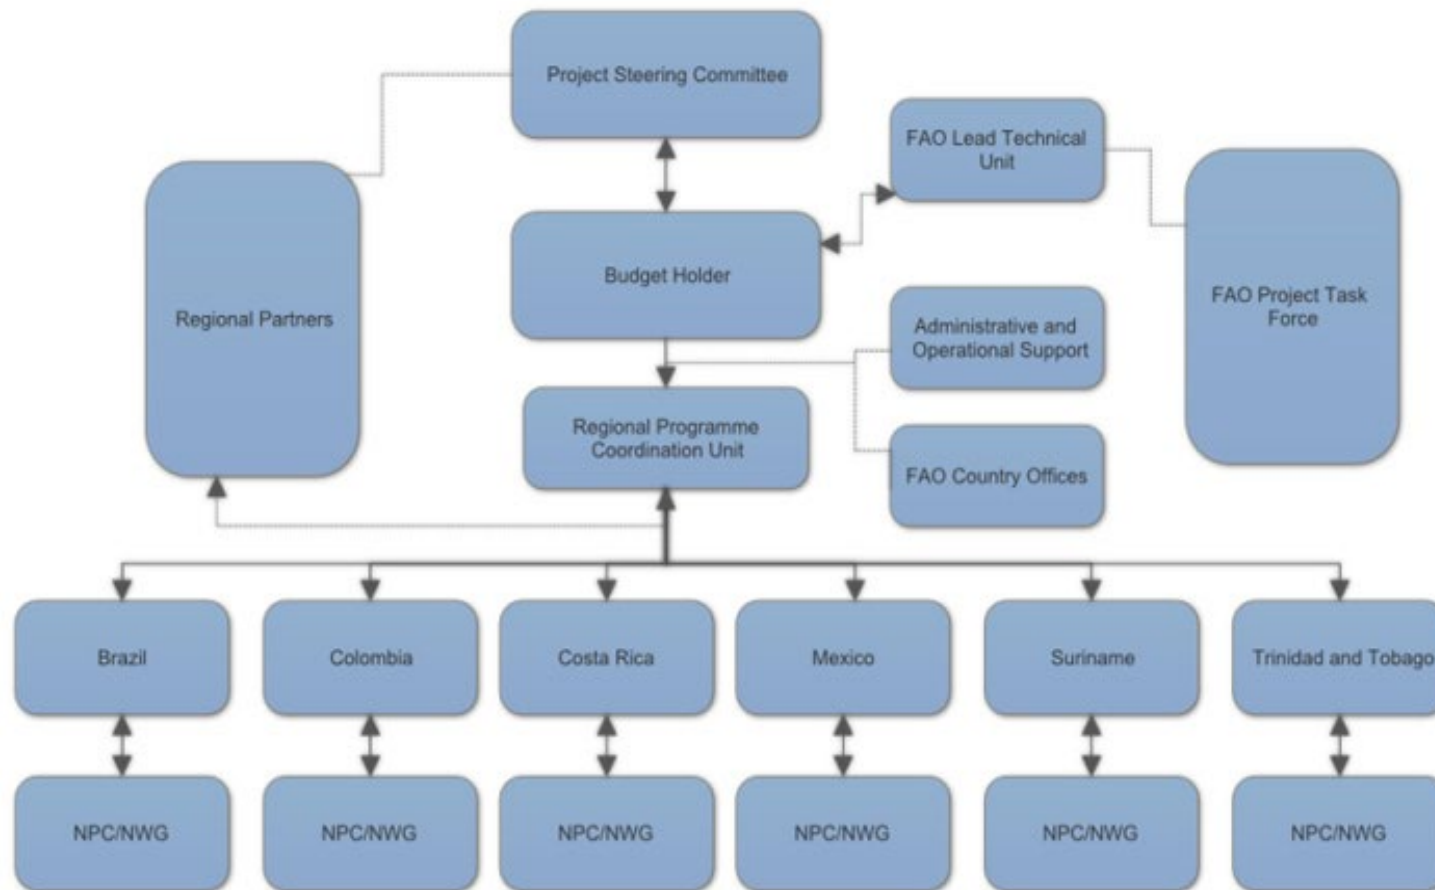 Project Steering Committee
FAO Lead Technical
Unit
Regional Partners
Budget Holder
FAO Project Task
Force
Administrative and
Operational Support
Regional Programme
Coordination Unit
FAO Country Offices
Brazil
Colombia
Costa Rica
Mexico
Suriname
Trinidad and Tobago
NPC/NWG
NPC/NWG
NPC/NWG
NPC/NWG
NPC/NWG
NPC/NWG